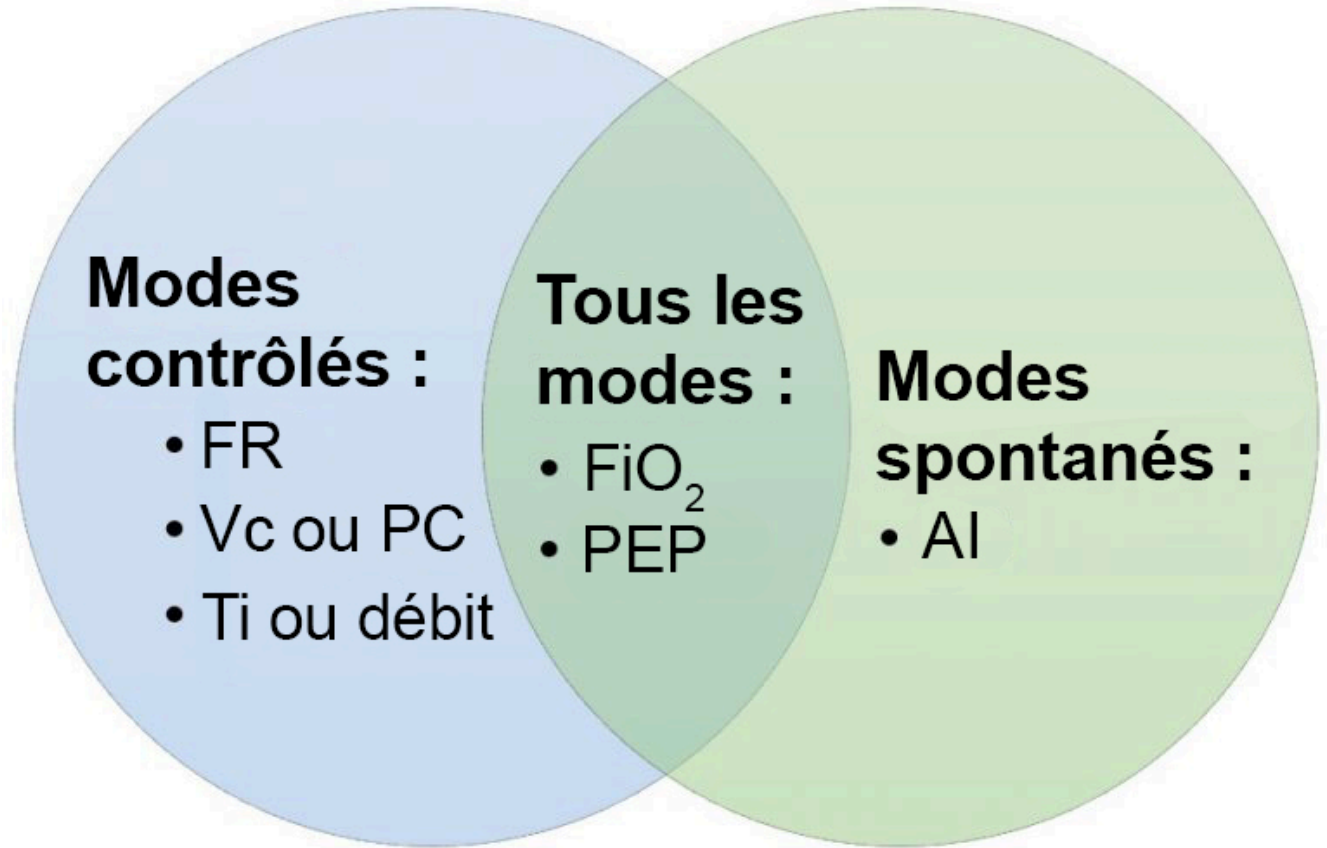 Modes
contrôlés :
• FR
• Vc ou PC
• Ti ou débit
Tous les
modes :
• FiO₂
• PEP
Modes
spontanés :
• AI